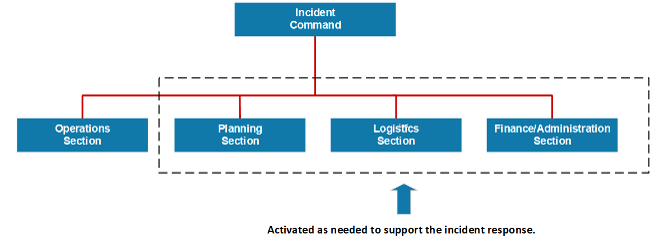 Incident
Command
Operations
Section
Planning
Section
Logistics
Section
Finance/Administration
Section
Activated as needed to support the incident response.